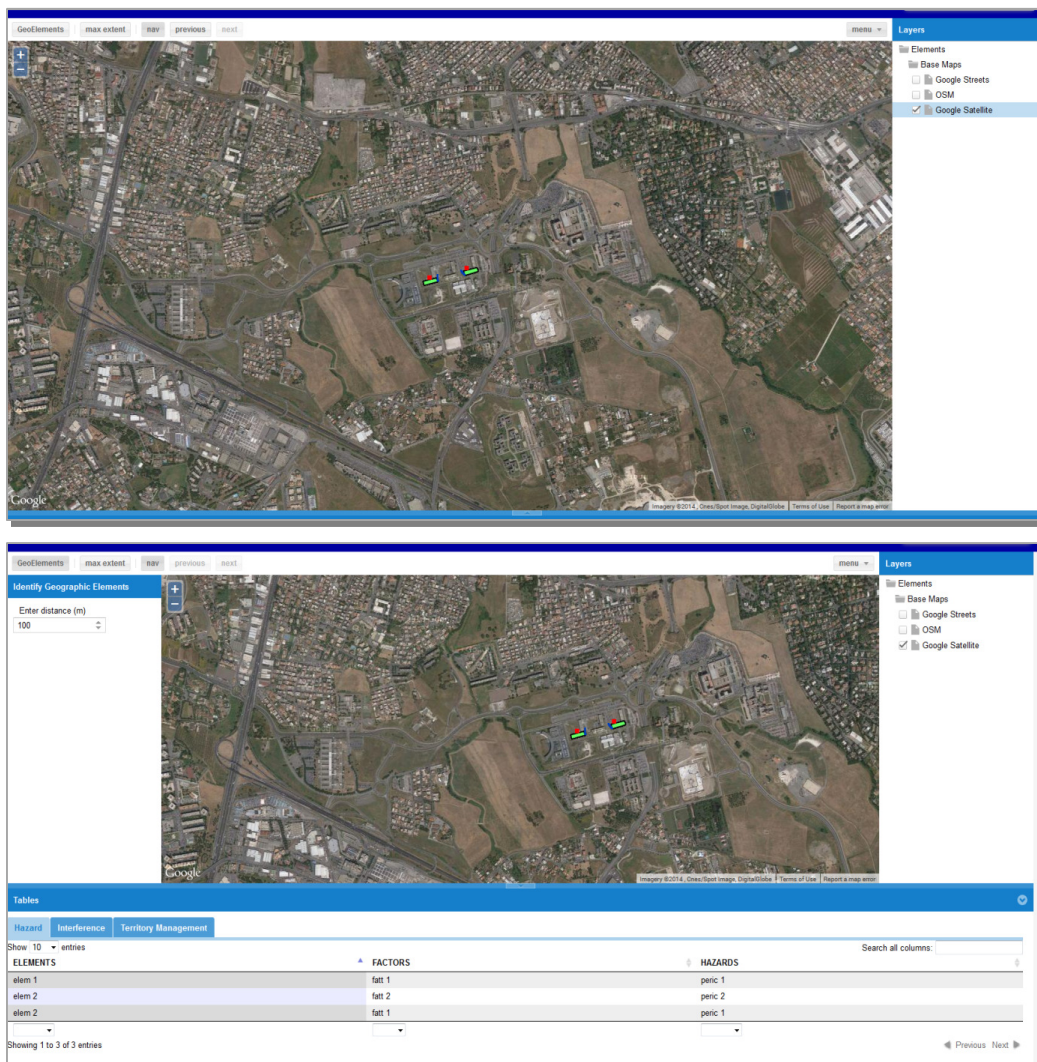 GeoElements max extent nav previous next menu
Layers
+
−
Elements
Base Maps
Google Streets
OSM
Google Satellite
Google
Imagery ©2014 , Cnes/Spot Image, DigitalGlobe Terms of Use Report a map error
GeoElements max extent nav previous next menu
Layers
Identify Geographic Elements
Enter distance (m)
100
+
−
Elements
Base Maps
Google Streets
OSM
Google Satellite
Google
Imagery ©2014 , Cnes/Spot Image, DigitalGlobe Terms of Use Report a map error
Tables
Hazard Interference Territory Management
Show 10 entries Search all columns:
ELEMENTS FACTORS HAZARDS
elem 1 fatt 1 peric 1
elem 2 fatt 2 peric 2
elem 2 fatt 1 peric 1
Showing 1 to 3 of 3 entries Previous Next